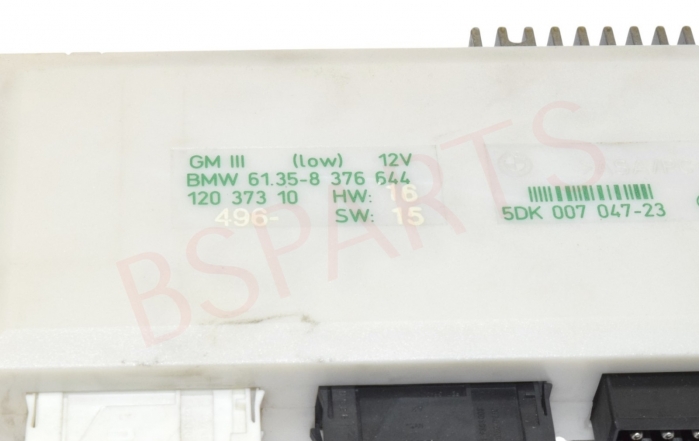 GM III (low) 12V
BMW 61.35-8 376 644
120 373 10 HW: 16
496- SW: 15
5DK 007 047-23
BSPARTS